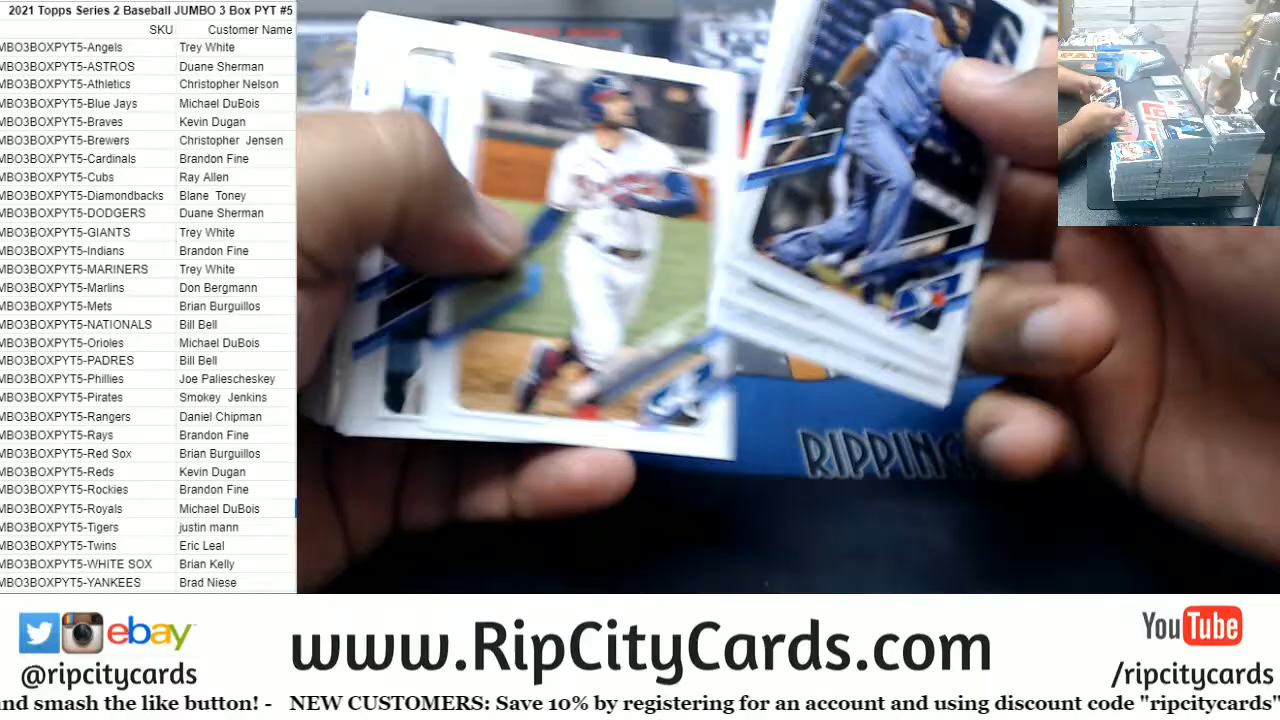 2021 Topps Series 2 Baseball JUMBO 3 Box PYT #5
SKU Customer Name
MBO3BOXPYT5-Angels Trey White
MBO3BOXPYT5-ASTROS Duane Sherman
MBO3BOXPYT5-Athletics Christopher Nelson
MBO3BOXPYT5-Blue Jays Michael DuBois
MBO3BOXPYT5-Braves Kevin Dugan
MBO3BOXPYT5-Brewers Christopher Jensen
MBO3BOXPYT5-Cardinals Brandon Fine
MBO3BOXPYT5-Cubs Ray Allen
MBO3BOXPYT5-Diamondbacks Blane Toney
MBO3BOXPYT5-DODGERS Duane Sherman
MBO3BOXPYT5-GIANTS Trey White
MBO3BOXPYT5-Indians Brandon Fine
MBO3BOXPYT5-MARINERS Trey White
MBO3BOXPYT5-Marlins Don Bergmann
MBO3BOXPYT5-Mets Brian Burguillos
MBO3BOXPYT5-NATIONALS Bill Bell
MBO3BOXPYT5-Orioles Michael DuBois
MBO3BOXPYT5-PADRES Bill Bell
MBO3BOXPYT5-Phillies Joe Paliescheskey
MBO3BOXPYT5-Pirates Smokey Jenkins
MBO3BOXPYT5-Rangers Daniel Chipman
MBO3BOXPYT5-Rays Brandon Fine
MBO3BOXPYT5-Red Sox Brian Burguillos
MBO3BOXPYT5-Reds Kevin Dugan
MBO3BOXPYT5-Rockies Brandon Fine
MBO3BOXPYT5-Royals Michael DuBois
MBO3BOXPYT5-Tigers justin mann
MBO3BOXPYT5-Twins Eric Leal
MBO3BOXPYT5-WHITE SOX Brian Kelly
MBO3BOXPYT5-YANKEES Brad Niese
RIPPING
ebay
@ripcitycards
www.RipCityCards.com
YouTube
/ripcitycards
and smash the like button! - NEW CUSTOMERS: Save 10% by registering for an account and using discount code "ripcitycards"